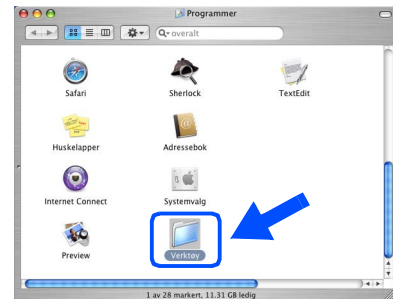 Programmer
overalt
Safari
Sherlock
TextEdit
Huskelapper
Adressebok
Internet Connect
Systemvalg
Preview
Verktøy
1 av 28 markert, 11.31 GB ledig